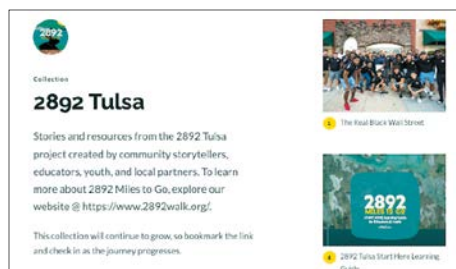 2892
Collection
2892 Tulsa
Stories and resources from the 2892 Tulsa
project created by community storytellers,
educators, youth, and local partners. To learn
more about 2892 Miles to Go, explore our
website @ https://www.2892walk.org/.
This collection will continue to grow, so bookmark the link
and check in as the journey progresses.
The Real Black Wall Street
2892
MILES TO GO
2892 Tulsa Start Here Learning
Guide